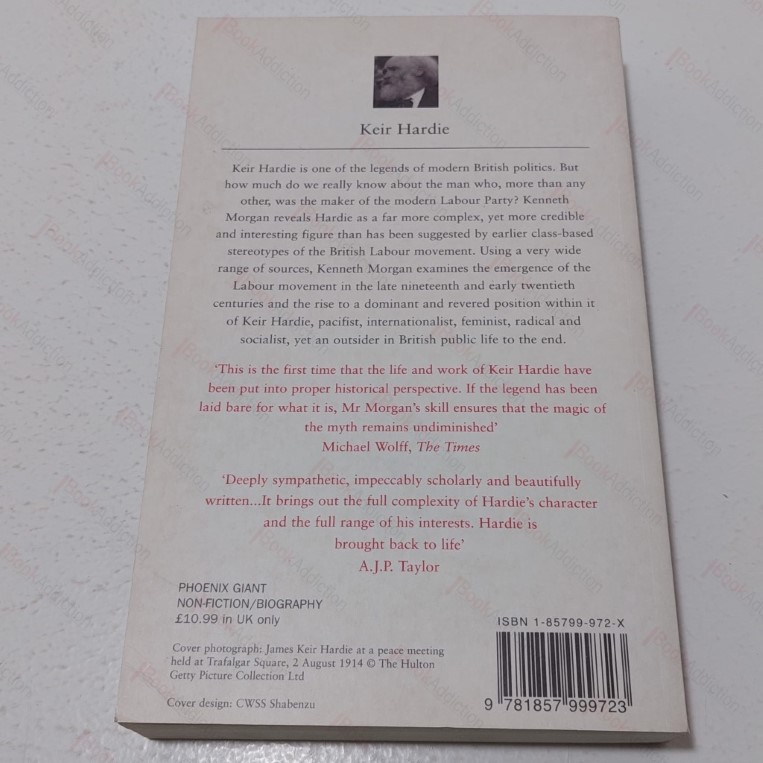 Keir Hardie
Keir Hardie is one of the legends of modern British politics. But
how much do we really know about the man who, more than any
other, was the maker of the modern Labour Party? Kenneth
Morgan reveals Hardie as a far more complex, yet more credible
and interesting figure than has been suggested by earlier class-based
stereotypes of the British Labour movement. Using a very wide
range of sources, Kenneth Morgan examines the emergence of the
Labour movement in the late nineteenth and early twentieth
centuries and the rise to a dominant and revered position within it
of Keir Hardie, pacifist, internationalist, feminist, radical and
socialist, yet an outsider in British public life to the end.
‘This is the first time that the life and work of Keir Hardie have
been put into proper historical perspective. If the legend has been
laid bare for what it is, Mr Morgan’s skill ensures that the magic of
the myth remains undiminished’
Michael Wolff, The Times
‘Deeply sympathetic, impeccably scholarly and beautifully
written...It brings out the full complexity of Hardie’s character
and the full range of his interests. Hardie is
brought back to life’
A.J.P. Taylor
PHOENIX GIANT
NON-FICTION/BIOGRAPHY
£10.99 in UK only
Cover photograph: James Keir Hardie at a peace meeting
held at Trafalgar Square, 2 August 1914 © The Hulton
Getty Picture Collection Ltd
Cover design: CWSS Shabenzu
ISBN 1-85799-972-X
9 781857 999723
BookAddiction